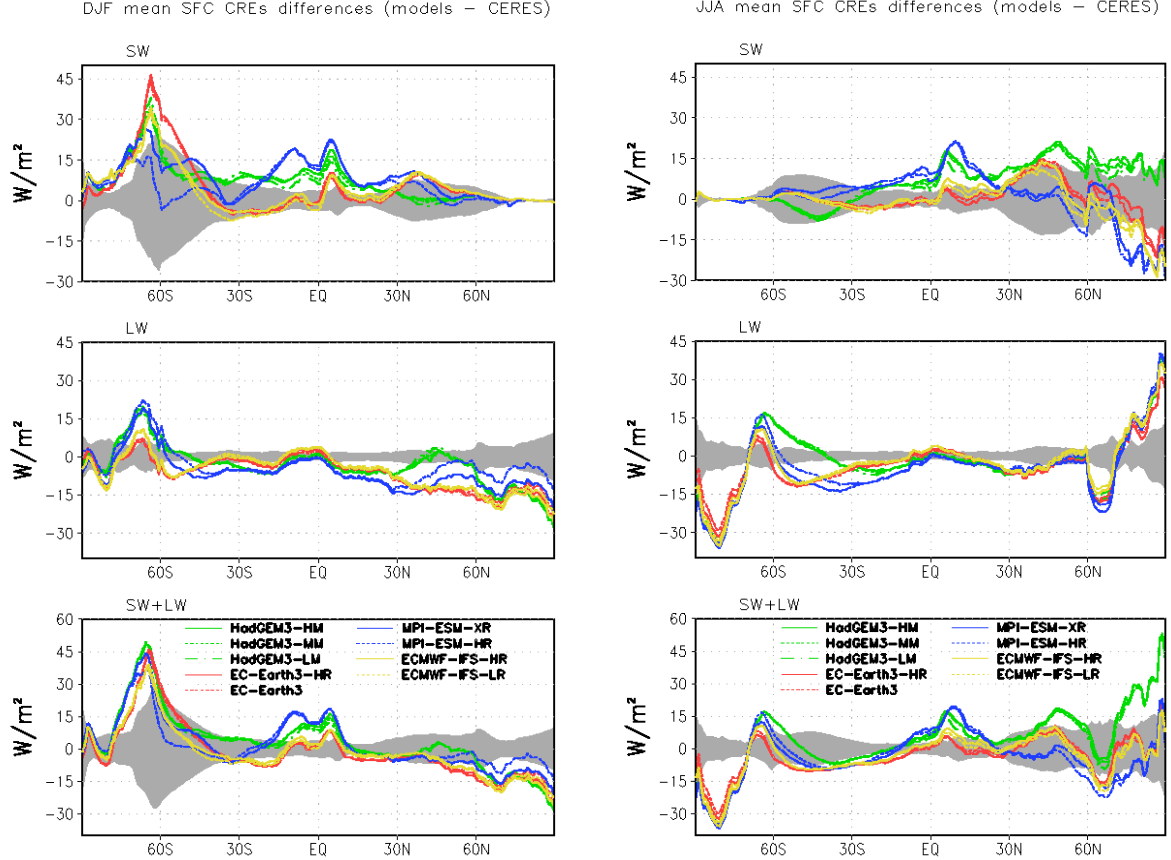 DJF mean SFC CREs differences (models − CERES)
SW
W/m²
45
30
15
0
−15
−30
60S 30S EQ 30N 60N
LW
W/m²
45
30
15
0
−15
−30
60S 30S EQ 30N 60N
SW+LW
W/m²
60
45
30
15
0
−15
−30
HadGEM3−HM
HadGEM3−MM
HadGEM3−LM
EC−Earth3−HR
EC−Earth3
MPI−ESM−XR
MPI−ESM−HR
ECMWF−IFS−HR
ECMWF−IFS−LR
60S 30S EQ 30N 60N
JJA mean SFC CREs differences (models − CERES)
SW
W/m²
45
30
15
0
−15
−30
60S 30S EQ 30N 60N
LW
W/m²
45
30
15
0
−15
−30
60S 30S EQ 30N 60N
SW+LW
W/m²
60
45
30
15
0
−15
−30
HadGEM3−HM
HadGEM3−MM
HadGEM3−LM
EC−Earth3−HR
EC−Earth3
MPI−ESM−XR
MPI−ESM−HR
ECMWF−IFS−HR
ECMWF−IFS−LR
60S 30S EQ 30N 60N